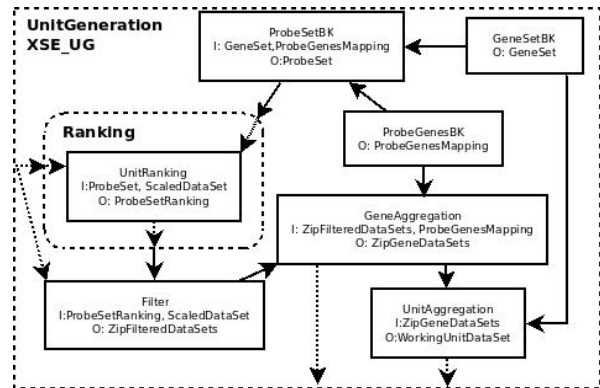 UnitGeneration
XSE_UG
ProbeSetBK
I: GeneSet,ProbeGenesMapping
O:ProbeSet
GeneSetBK
O: GeneSet
Ranking
ProbeGenesBK
O: ProbeGenesMapping
UnitRanking
I:ProbeSet, ScaledDataSet
O: ProbeSetRanking
GeneAggregation
I: ZipFilteredDataSets, ProbeGenesMapping
O: ZipGeneDataSets
Filter
I:ProbeSetRanking, ScaledDataSet
O: ZipFilteredDataSets
UnitAggregation
I:ZipGeneDataSets
O:WorkingUnitDataSet